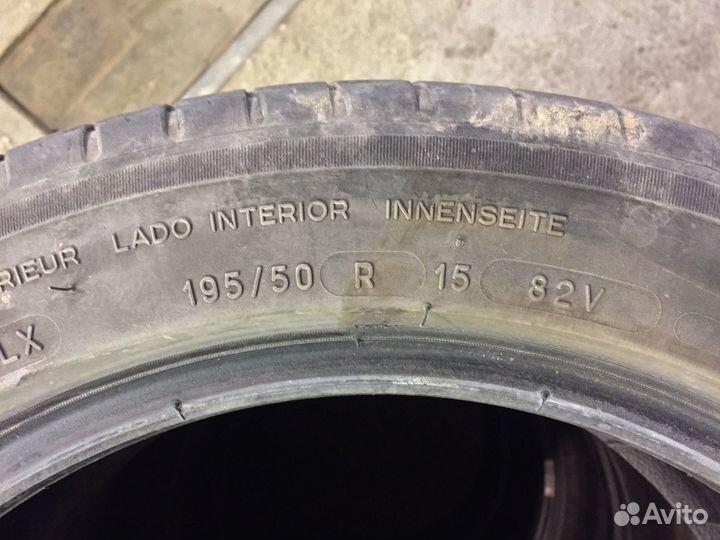 RIEUR LADO INTERIOR INNENSEITE
195/50 R 15 82V
LX
Avito